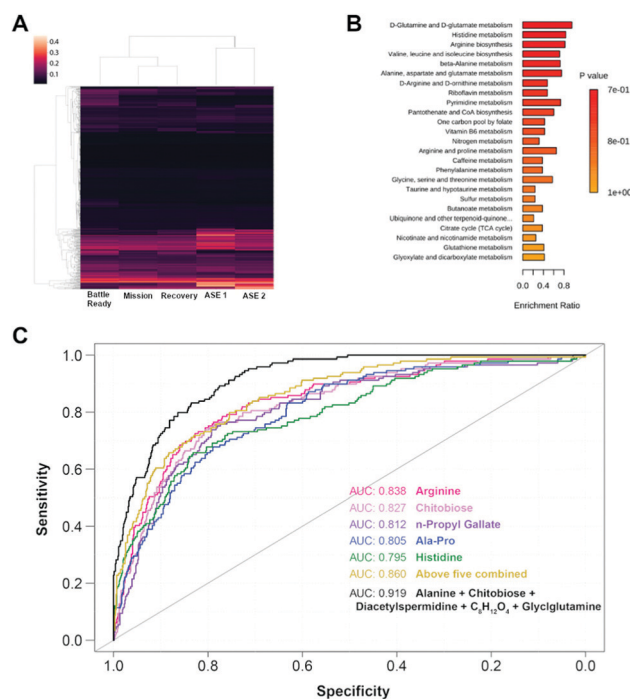 A
0.4
0.3
0.2
0.1
Battle Ready
Mission
Recovery
ASE 1
ASE 2
B
D-Glutamine and D-glutamate metabolism
Histidine metabolism
Arginine biosynthesis
Valine, leucine and isoleucine biosynthesis
beta-Alanine metabolism
Alanine, aspartate and glutamate metabolism
D-Arginine and D-ornithine metabolism
Riboflavin metabolism
Pyrimidine metabolism
Pantothenate and CoA biosynthesis
One carbon pool by folate
Vitamin B6 metabolism
Nitrogen metabolism
Arginine and proline metabolism
Caffeine metabolism
Phenylalanine metabolism
Glycine, serine and threonine metabolism
Taurine and hypotaurine metabolism
Sulfur metabolism
Butanoate metabolism
Ubiquinone and other terpenoid-quinone...
Citrate cycle (TCA cycle)
Nicotinate and nicotinamide metabolism
Glutathione metabolism
Glyoxylate and dicarboxylate metabolism
0.0 0.4 0.8
Enrichment Ratio
P value
7e-01
8e-01
1e+00
C
1.0
0.8
0.6
0.4
0.2
0.0
Sensitivity
AUC: 0.838 Arginine
AUC: 0.827 Chitobiose
AUC: 0.812 n-Propyl Gallate
AUC: 0.805 Ala-Pro
AUC: 0.795 Histidine
AUC: 0.860 Above five combined
AUC: 0.919 Alanine + Chitobiose +
Diacetylspermidine + C₈H₁₂O₄ + Glyclglutamine
1.0 0.8 0.6 0.4 0.2 0.0
Specificity